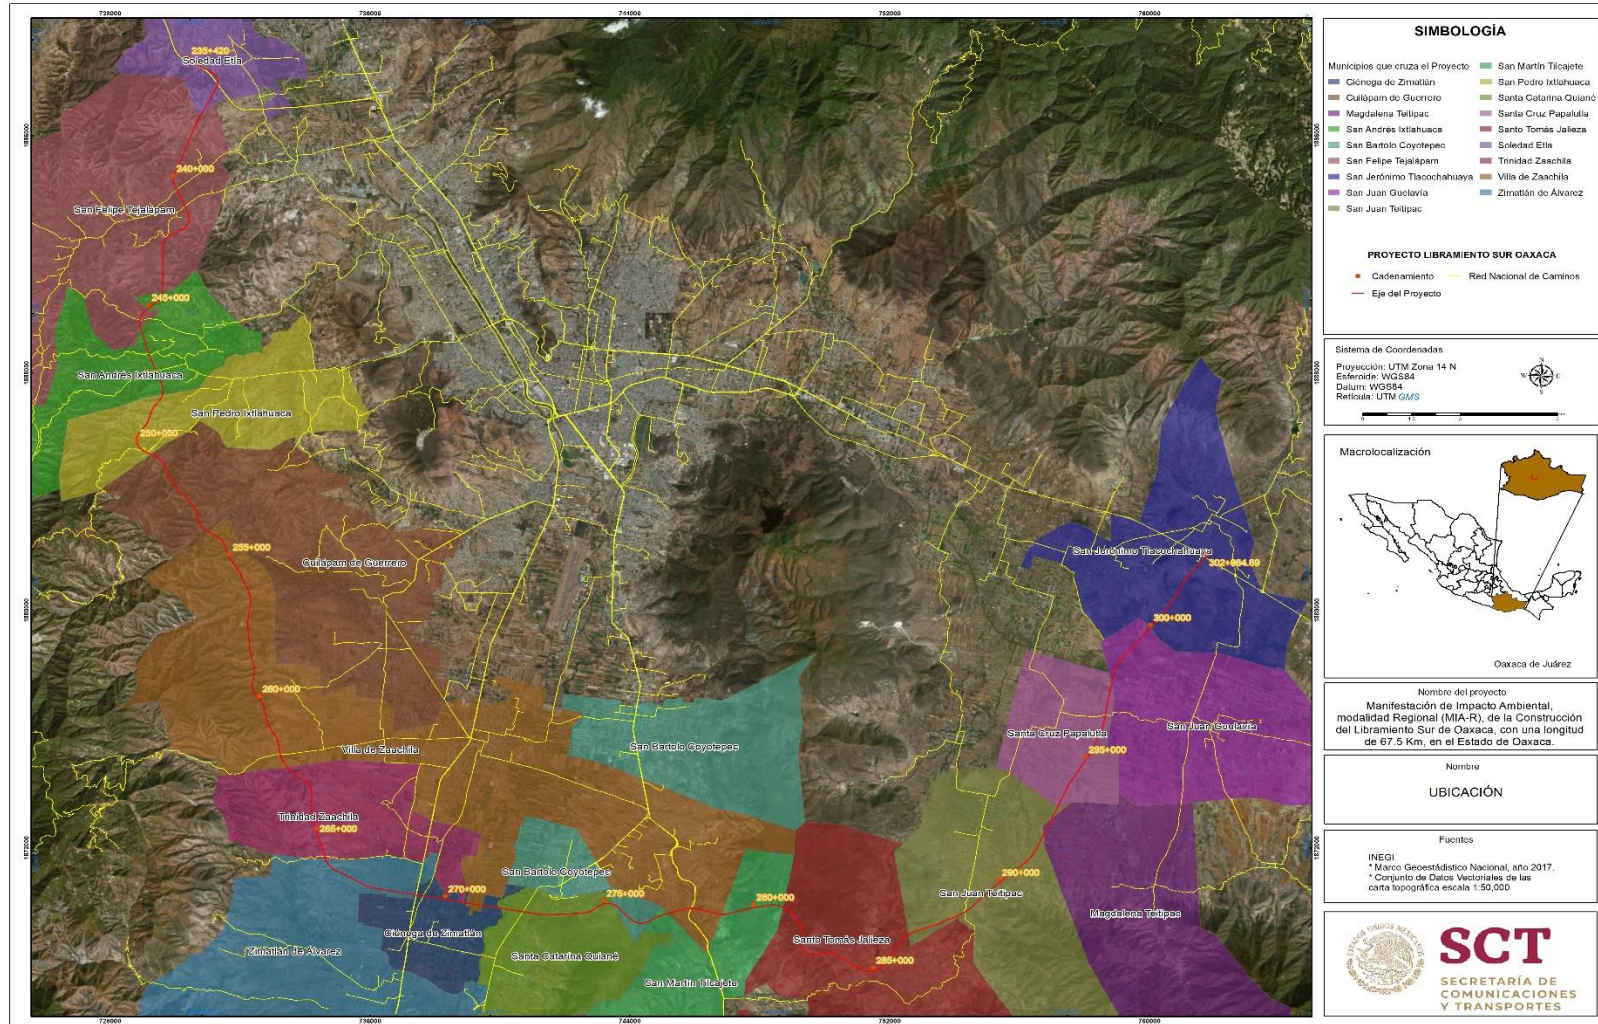 728000
736000
744000
752000
760000
SIMBOLOGÍA
Municipios que cruza el Proyecto
Ciénega de Zimatlán
Cuilápam de Guerrero
Magdalena Teitipac
San Andrés Ixtlahuaca
San Bartolo Coyotepec
San Felipe Tejalápam
San Jerónimo Tlacochahuaya
San Juan Guelavía
San Juan Teitipac
San Martín Tilcajete
San Pedro Ixtlahuaca
Santa Catarina Quiané
Santa Cruz Papalutla
Santo Tomás Jalieza
Soledad Etla
Trinidad Zaachila
Villa de Zaachila
Zimatlán de Álvarez
PROYECTO LIBRAMIENTO SUR OAXACA
Cadenamiento
Red Nacional de Caminos
Eje del Proyecto
Sistema de Coordenadas
Proyección: UTM Zona 14 N
Esferoide: WGS84
Datum: WGS84
Retícula: UTM GMS
N
W
E
S
Macrolocalización
Oaxaca de Juárez
Nombre del proyecto
Manifestación de Impacto Ambiental,
modalidad Regional (MIA-R), de la Construcción
del Libramiento Sur de Oaxaca, con una longitud
de 67.5 Km, en el Estado de Oaxaca.
Nombre
UBICACIÓN
Fuentes
INEGI
* Marco Geoestádistico Nacional, año 2017.
* Conjunto de Datos Vectoriales de las
carta topográfica escala 1:50,000
ESTADOS UNIDOS MEXICANOS
SCT
SECRETARÍA DE
COMUNICACIONES
Y TRANSPORTES
235+420
Soledad Etla
240+000
San Felipe Tejalápam
245+000
San Andrés Ixtlahuaca
San Pedro Ixtlahuaca
250+000
255+000
Cuilápam de Guerrero
San Jerónimo Tlacochahuaya
302+984.69
300+000
260+000
Villa de Zaachila
San Bartolo Coyotepec
Santa Cruz Papalutla
San Juan Guelavía
295+000
Trinidad Zaachila
265+000
San Bartolo Coyotepec
270+000
275+000
280+000
290+000
San Juan Teitipac
Magdalena Teitipac
Ciénega de Zimatlán
Zimatlán de Álvarez
Santa Catarina Quiané
Santo Tomás Jalieza
285+000
San Martín Tilcajete
728000
736000
744000
752000
760000